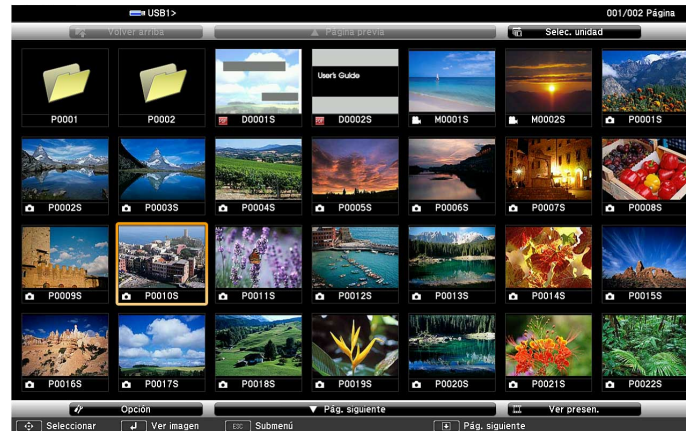 USB1> 001/002 Página
Volver arriba Página previa Selec. unidad
User's Guide
P0001 P0002 D0001S D0002S M0001S M0002S P0001S
P0002S P0003S P0004S P0005S P0006S P0007S P0008S
P0009S P0010S P0011S P0012S P0013S P0014S P0015S
P0016S P0017S P0018S P0019S P0020S P0021S P0022S
Opción Pág. siguiente Ver presen.
Seleccionar Ver imagen ESC Submenú Pág. siguiente